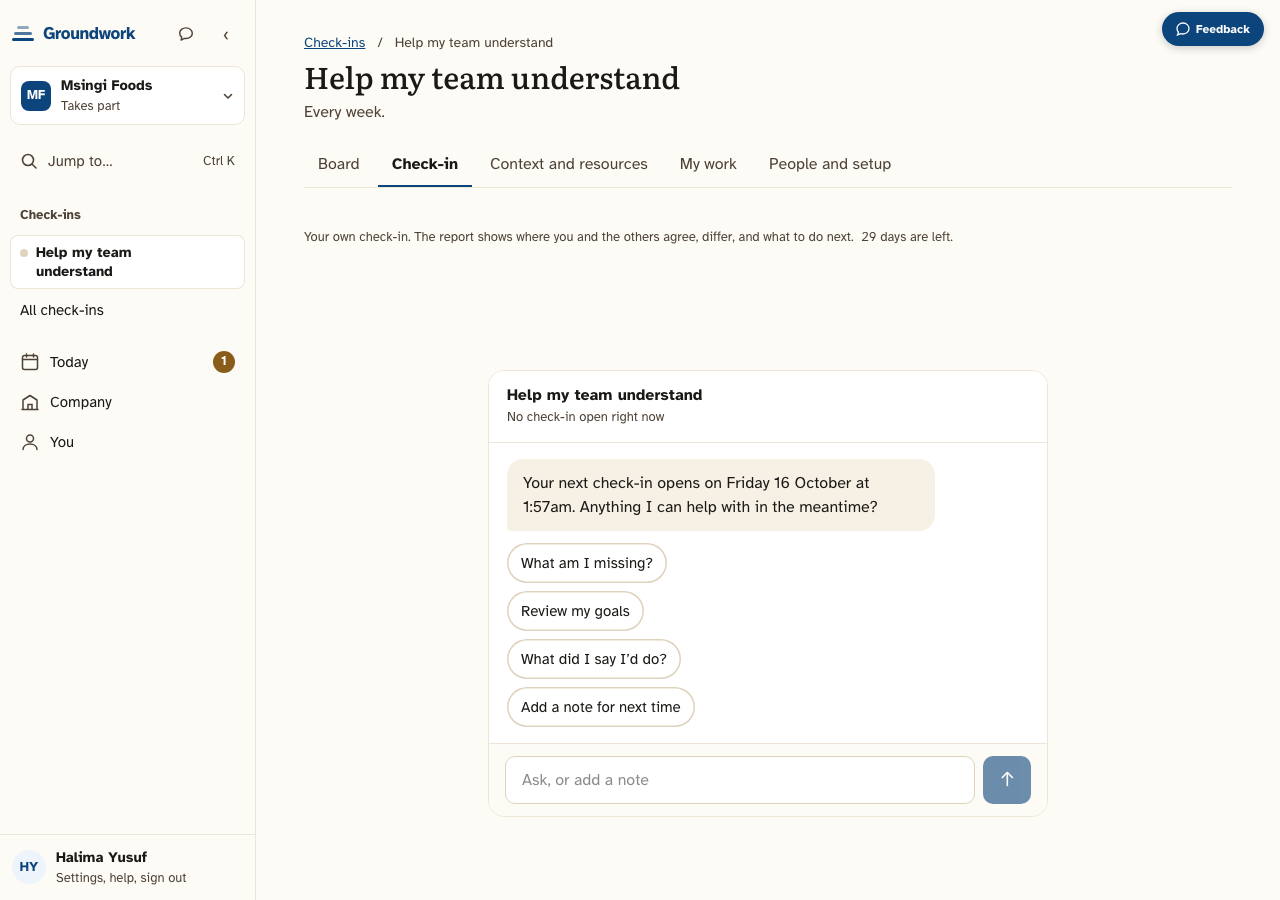 Groundwork
Feedback
MF
Msingi Foods
Takes part
Jump to...
Ctrl K
Check-ins
Help my team
understand
All check-ins
Today
1
Company
You
HY
Halima Yusuf
Settings, help, sign out
Check-ins / Help my team understand
Help my team understand
Every week.
Board
Check-in
Context and resources
My work
People and setup
Your own check-in. The report shows where you and the others agree, differ, and what to do next. 29 days are left.
Help my team understand
No check-in open right now
Your next check-in opens on Friday 16 October at
1:57am. Anything I can help with in the meantime?
What am I missing?
Review my goals
What did I say I’d do?
Add a note for next time
Ask, or add a note